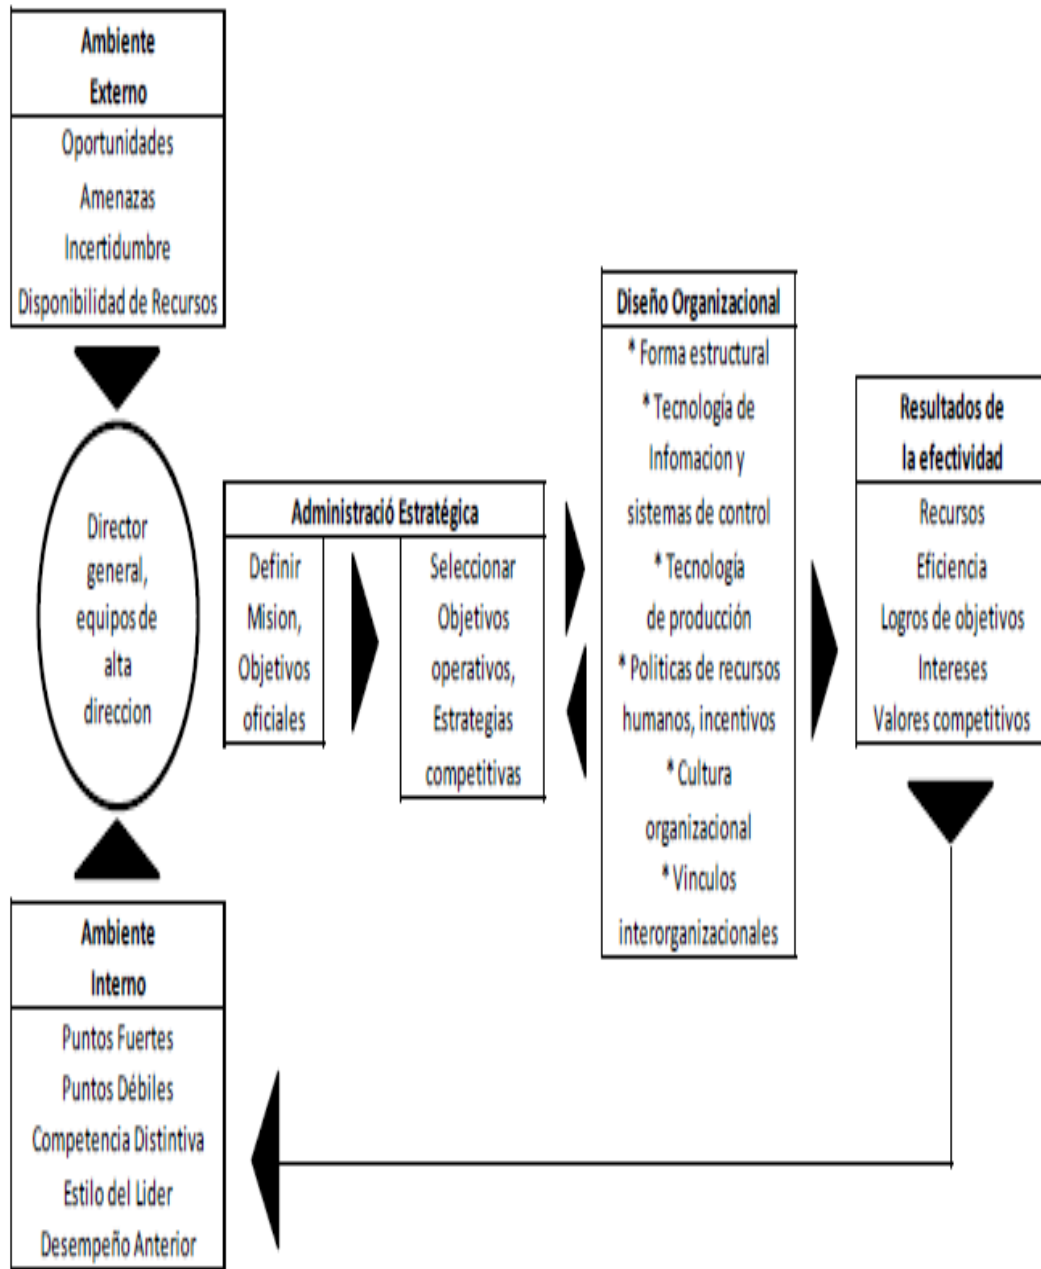 Ambiente
Externo
Oportunidades
Amenazas
Incertidumbre
Disponibilidad de Recursos
Director
general,
equipos de
alta
direccion
Ambiente
Interno
Puntos Fuertes
Puntos Débiles
Competencia Distintiva
Estilo del Lider
Desempeño Anterior
Administració Estratégica
Definir
Mision,
Objetivos
oficiales
Seleccionar
Objetivos
operativos,
Estrategias
competitivas
Diseño Organizacional
* Forma estructural
* Tecnología de
Infomacion y
sistemas de control
* Tecnología
de producción
* Politicas de recursos
humanos, incentivos
* Cultura
organizacional
* Vinculos
interorganizacionales
Resultados de
la efectividad
Recursos
Eficiencia
Logros de objetivos
Intereses
Valores competitivos